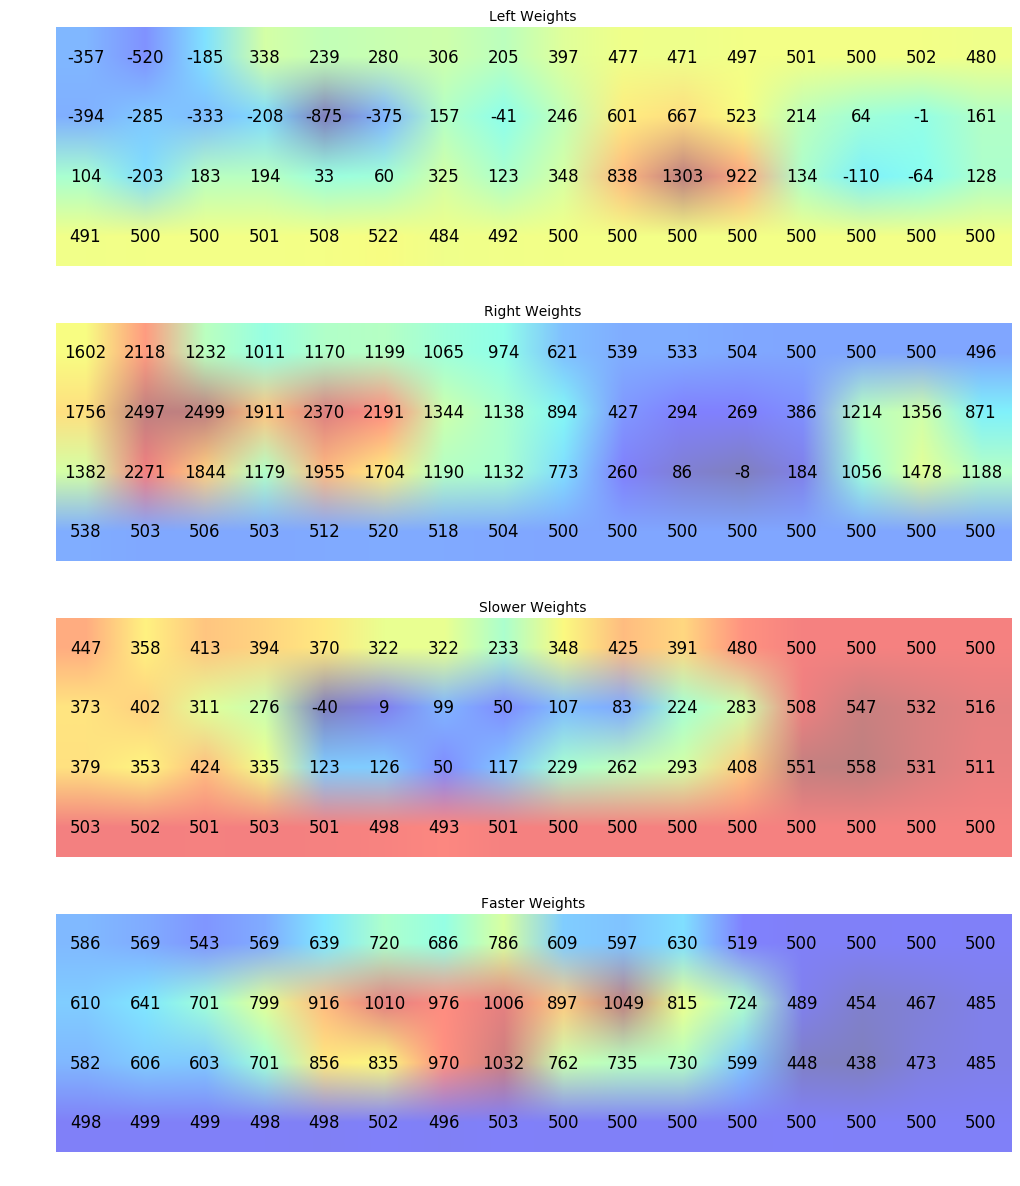 Left Weights
-357 -520 -185 338 239 280 306 205 397 477 471 497 501 500 502 480
-394 -285 -333 -208 -875 -375 157 -41 246 601 667 523 214 64 -1 161
104 -203 183 194 33 60 325 123 348 838 1303 922 134 -110 -64 128
491 500 500 501 508 522 484 492 500 500 500 500 500 500 500 500
Right Weights
1602 2118 1232 1011 1170 1199 1065 974 621 539 533 504 500 500 500 496
1756 2497 2499 1911 2370 2191 1344 1138 894 427 294 269 386 1214 1356 871
1382 2271 1844 1179 1955 1704 1190 1132 773 260 86 -8 184 1056 1478 1188
538 503 506 503 512 520 518 504 500 500 500 500 500 500 500 500
Slower Weights
447 358 413 394 370 322 322 233 348 425 391 480 500 500 500 500
373 402 311 276 -40 9 99 50 107 83 224 283 508 547 532 516
379 353 424 335 123 126 50 117 229 262 293 408 551 558 531 511
503 502 501 503 501 498 493 501 500 500 500 500 500 500 500 500
Faster Weights
586 569 543 569 639 720 686 786 609 597 630 519 500 500 500 500
610 641 701 799 916 1010 976 1006 897 1049 815 724 489 454 467 485
582 606 603 701 856 835 970 1032 762 735 730 599 448 438 473 485
498 499 499 498 498 502 496 503 500 500 500 500 500 500 500 500